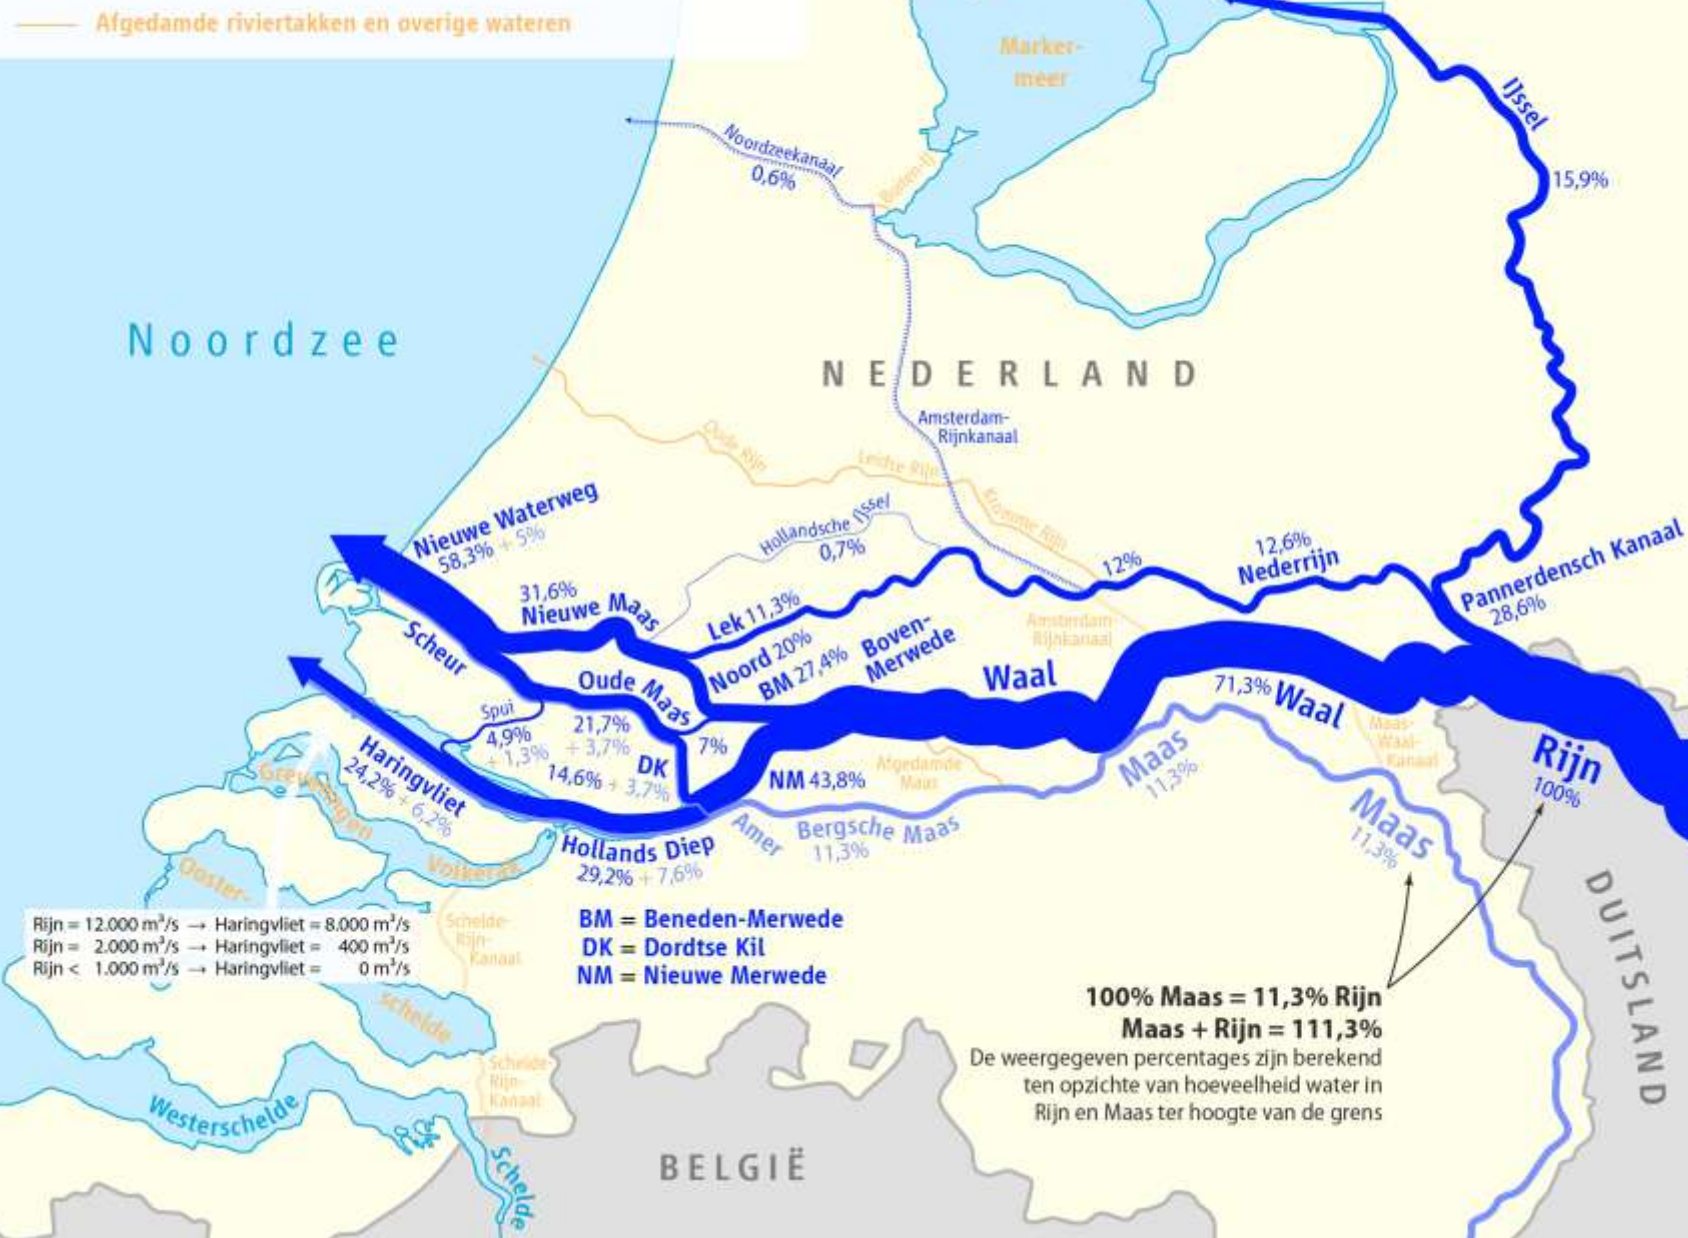 Afgedamde riviertakken en overige wateren
Marker-
meer
IJssel
15,9%
Noordzeekanaal
0,6%
Buiten-IJ
Noordzee
NEDERLAND
Amsterdam-
Rijnkanaal
Oude Rijn
Leidse Rijn
Kromme Rijn
Hollandsche IJssel
0,7%
Nieuwe Waterweg
58,3% + 5%
12%
12,6%
Nederrijn
Pannerdensch Kanaal
28,6%
31,6%
Nieuwe Maas
Lek 11,3%
Noord 20%
BM 27,4%
Boven-
Merwede
Amsterdam-
Rijnkanaal
Scheur
Oude Maas
Waal
71,3% Waal
Spui
4,9%
+ 1,3%
21,7%
+ 3,7%
7%
DK
14,6% + 3,7%
NM 43,8%
Afgedamde
Maas
Maas
11,3%
Maas-
Waal-
Kanaal
Rijn
100%
Haringvliet
24,2% + 6,2%
Grevelingen
Amer
Bergsche Maas
11,3%
Maas
11,3%
Hollands Diep
29,2% + 7,6%
Volkerak
Ooster-
schelde
Schelde-
Rijn-
Kanaal
Rijn = 12.000 m³/s → Haringvliet = 8.000 m³/s
Rijn = 2.000 m³/s → Haringvliet = 400 m³/s
Rijn < 1.000 m³/s → Haringvliet = 0 m³/s
BM = Beneden-Merwede
DK = Dordtse Kil
NM = Nieuwe Merwede
DUITSLAND
100% Maas = 11,3% Rijn
Maas + Rijn = 111,3%
De weergegeven percentages zijn berekend
ten opzichte van hoeveelheid water in
Rijn en Maas ter hoogte van de grens
Schelde-
Rijn-
Kanaal
Westerschelde
Schelde
BELGIË